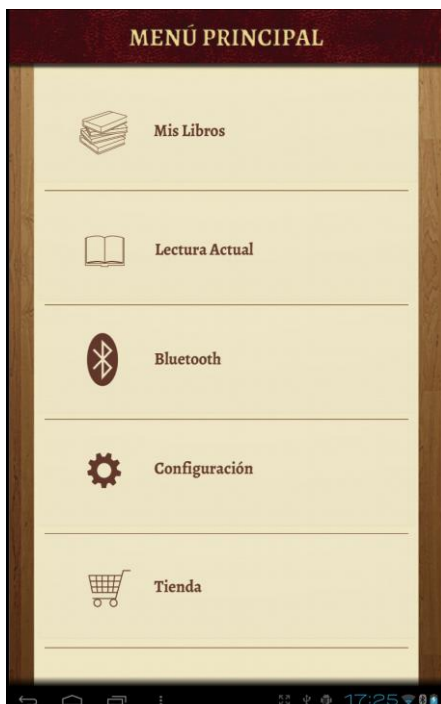 MENÚ PRINCIPAL
Mis Libros
Lectura Actual
Bluetooth
Configuración
Tienda
17:25